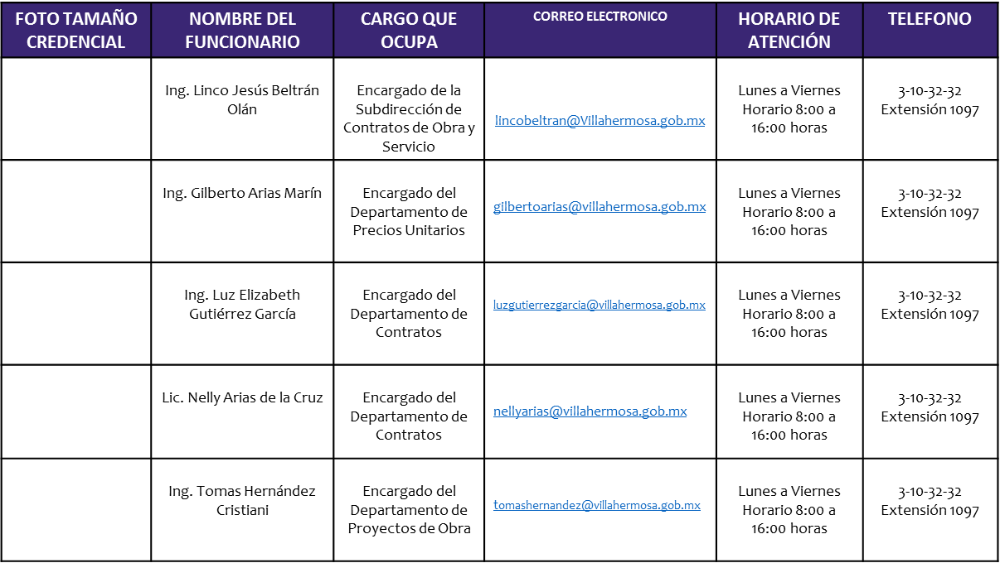 FOTO TAMAÑO
CREDENCIAL
NOMBRE DEL
FUNCIONARIO
CARGO QUE
OCUPA
CORREO ELECTRONICO
HORARIO DE
ATENCIÓN
TELEFONO
Ing. Linco Jesús Beltrán
Olán
Encargado de la
Subdirección de
Contratos de Obra y
Servicio
lincobeltran@Villahermosa.gob.mx
Lunes a Viernes
Horario 8:00 a
16:00 horas
3-10-32-32
Extensión 1097
Ing. Gilberto Arias Marín
Encargado del
Departamento de
Precios Unitarios
gilbertoarias@villahermosa.gob.mx
Lunes a Viernes
Horario 8:00 a
16:00 horas
3-10-32-32
Extensión 1097
Ing. Luz Elizabeth
Gutiérrez García
Encargado del
Departamento de
Contratos
luzgutierrezgarcia@villahermosa.gob.mx
Lunes a Viernes
Horario 8:00 a
16:00 horas
3-10-32-32
Extensión 1097
Lic. Nelly Arias de la Cruz
Encargado del
Departamento de
Contratos
nellyarias@villahermosa.gob.mx
Lunes a Viernes
Horario 8:00 a
16:00 horas
3-10-32-32
Extensión 1097
Ing. Tomas Hernández
Cristiani
Encargado del
Departamento de
Proyectos de Obra
tomashernandez@villahermosa.gob.mx
Lunes a Viernes
Horario 8:00 a
16:00 horas
3-10-32-32
Extensión 1097